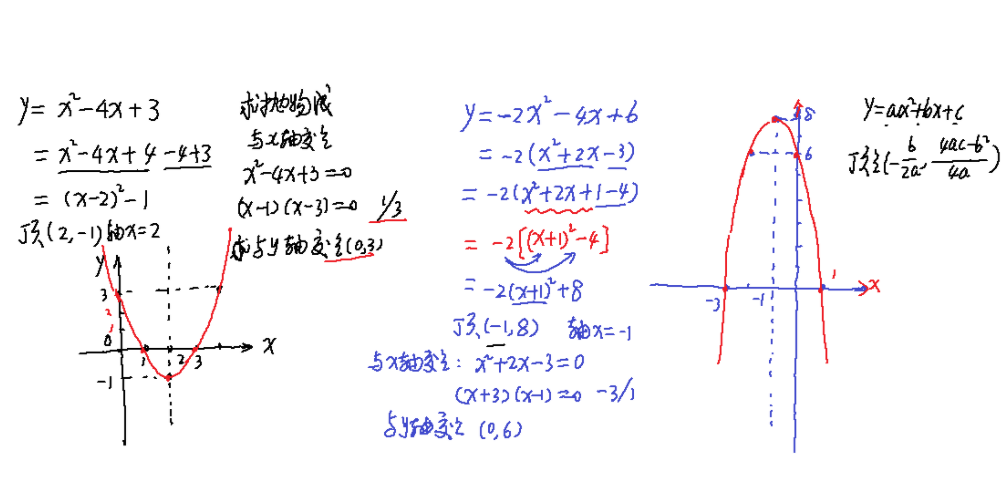 y = x²-4x+3
= x²-4x+4 -4+3
= (x-2)²-1
顶(2,-1) 轴x=2
求抛物线
与x轴交点
x²-4x+3=0
(x-1)(x-3)=0 1/3
求与y轴交点(0,3)
y
3
2
0
1
2
3
x
-1
y=-2x²-4x+6
=-2(x²+2x-3)
=-2(x²+2x+1-4)
=-2[(x+1)²-4]
=-2(x+1)²+8
顶(-1,8) 轴x=-1
与x轴交点: x²+2x-3=0
(x+3)(x-1)=0 -3/1
与y轴交点 (0,6)
8
6
-3
-1
1
x
y=ax²+bx+c
顶点(-b/2a, 4ac-b²/4a)